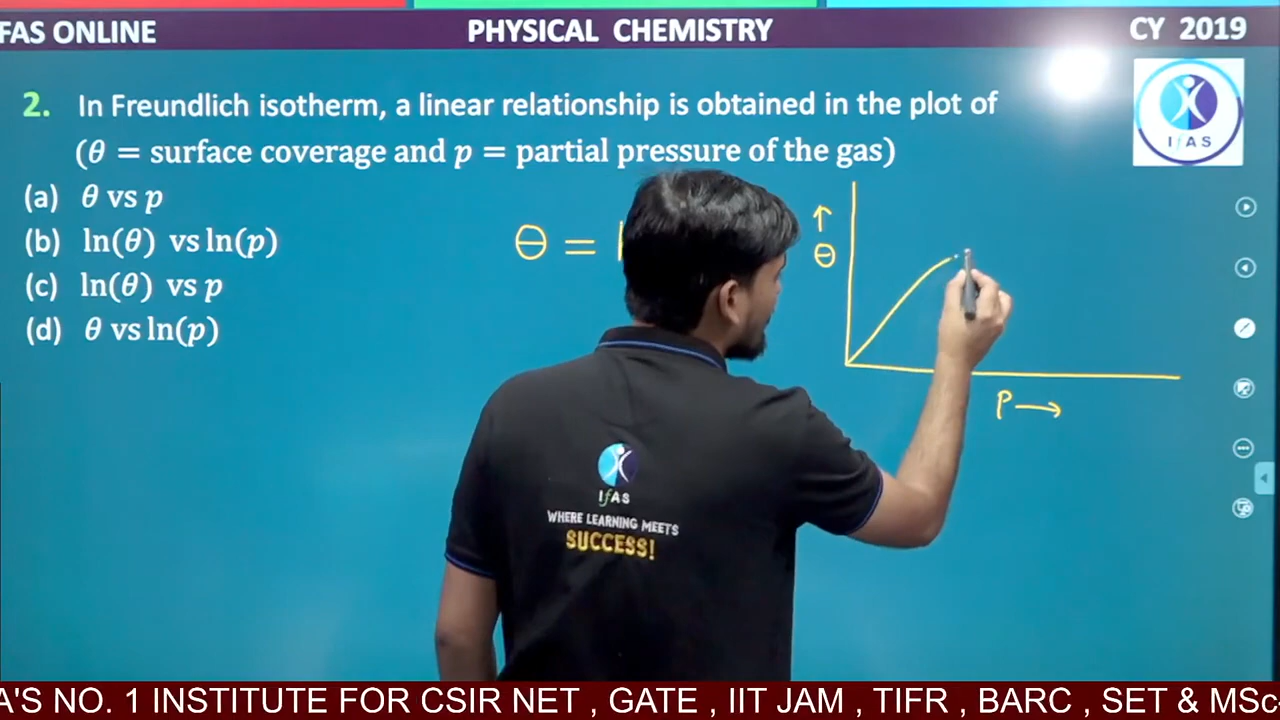 FAS ONLINE
PHYSICAL CHEMISTRY
CY 2019
2. In Freundlich isotherm, a linear relationship is obtained in the plot of
(θ = surface coverage and p = partial pressure of the gas)
(a) θ vs p
(b) ln(θ) vs ln(p)
(c) ln(θ) vs p
(d) θ vs ln(p)
IfAS
θ =
↑
θ
P →
IfAS
WHERE LEARNING MEETS
SUCCESS!
A'S NO. 1 INSTITUTE FOR CSIR NET , GATE , IIT JAM , TIFR , BARC , SET & MSc